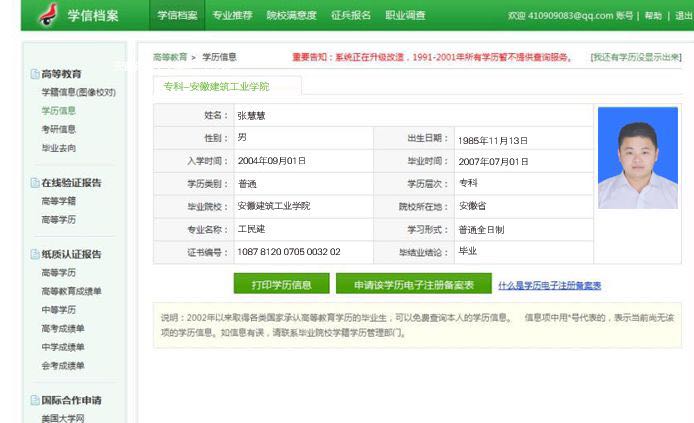 学信档案 学信档案 专业推荐 院校满意度 征兵报名 职业调查 欢迎 410909083@qq.com 账号 | 帮助 | 退出
高等教育
学籍信息(图像校对)
学历信息
考研信息
毕业去向
在线验证报告
高等学籍
高等学历
纸质认证报告
高等学历
高等教育成绩单
中等学历
高考成绩单
中学成绩单
会考成绩单
国际合作申请
美国大学网
高等教育 > 学历信息 重要告知：系统正在升级改造，1991-2001年所有学历暂不提供查询服务。 [我还有学历没显示出来]
专科--安徽建筑工业学院
姓名： 张慧慧
性别： 男 出生日期： 1985年11月13日
入学时间： 2004年09月01日 毕业时间： 2007年07月01日
学历类别： 普通 学历层次： 专科
毕业院校： 安徽建筑工业学院 院校所在地： 安徽省
专业名称： 工民建 学习形式： 普通全日制
证书编号： 1087 8120 0705 0032 02 毕结业结论： 毕业
打印学历信息 申请该学历电子注册备案表 什么是学历电子注册备案表
说明：2002年以来取得各类国家承认高等教育学历的毕业生，可以免费查询本人的学历信息。 信息项中用*号代表的，表示当前尚无该
项的学历信息。如信息有误，请联系毕业院校学籍学历管理部门。